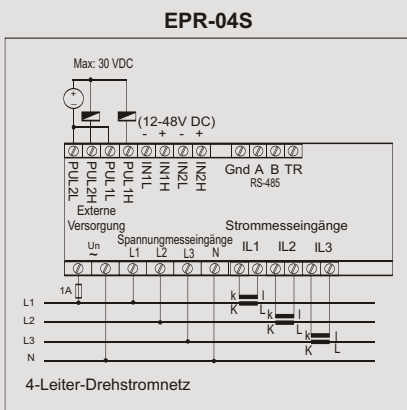 EPR-04S
Max: 30 VDC
+
-
(12-48V DC)
- + - +
PUL2L PUL2H PUL1L PUL1H IN1L IN1H IN2L IN2H Gnd A B TR
RS-485
Externe
Versorgung
Un
~
Spannungsmesseingänge
L1 L2 L3 N
Strommesseingänge
IL1 IL2 IL3
1A
L1
k l
K L
L2
k l
K L
L3
k l
K L
N
4-Leiter-Drehstromnetz